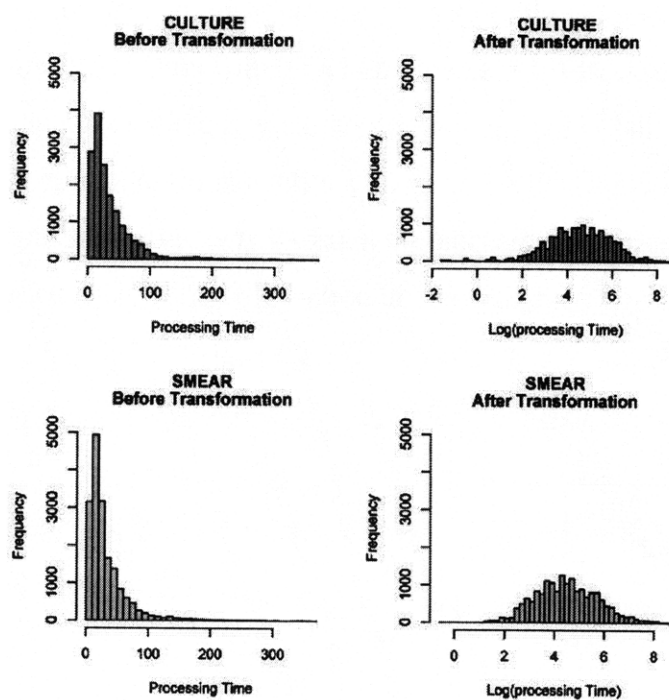 CULTURE
Before Transformation
Frequency
5000
3000
1000
0
0
100
200
300
Processing Time
CULTURE
After Transformation
Frequency
5000
3000
1000
0
-2
0
2
4
6
8
Log(processing Time)
SMEAR
Before Transformation
Frequency
5000
3000
1000
0
0
100
200
300
Processing Time
SMEAR
After Transformation
Frequency
5000
3000
1000
0
0
2
4
6
8
Log(processing Time)